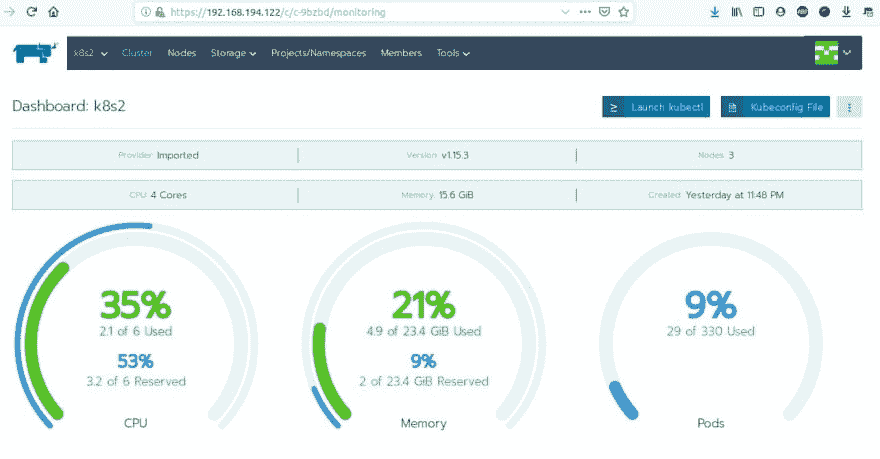 https://192.168.194.122/c/c-9bzbd/monitoring
k8s2 Cluster Nodes Storage Projects/Namespaces Members Tools
Dashboard: k8s2
Launch kubectl Kubeconfig File
Provider Imported Version v1.15.3 Nodes 3
CPU 4 Cores Memory 15.6 GiB Created Yesterday at 11:48 PM
35% 21% 9%
2.1 of 6 Used 4.9 of 23.4 GiB Used 29 of 330 Used
53% 9%
3.2 of 6 Reserved 2 of 23.4 GiB Reserved
CPU Memory Pods